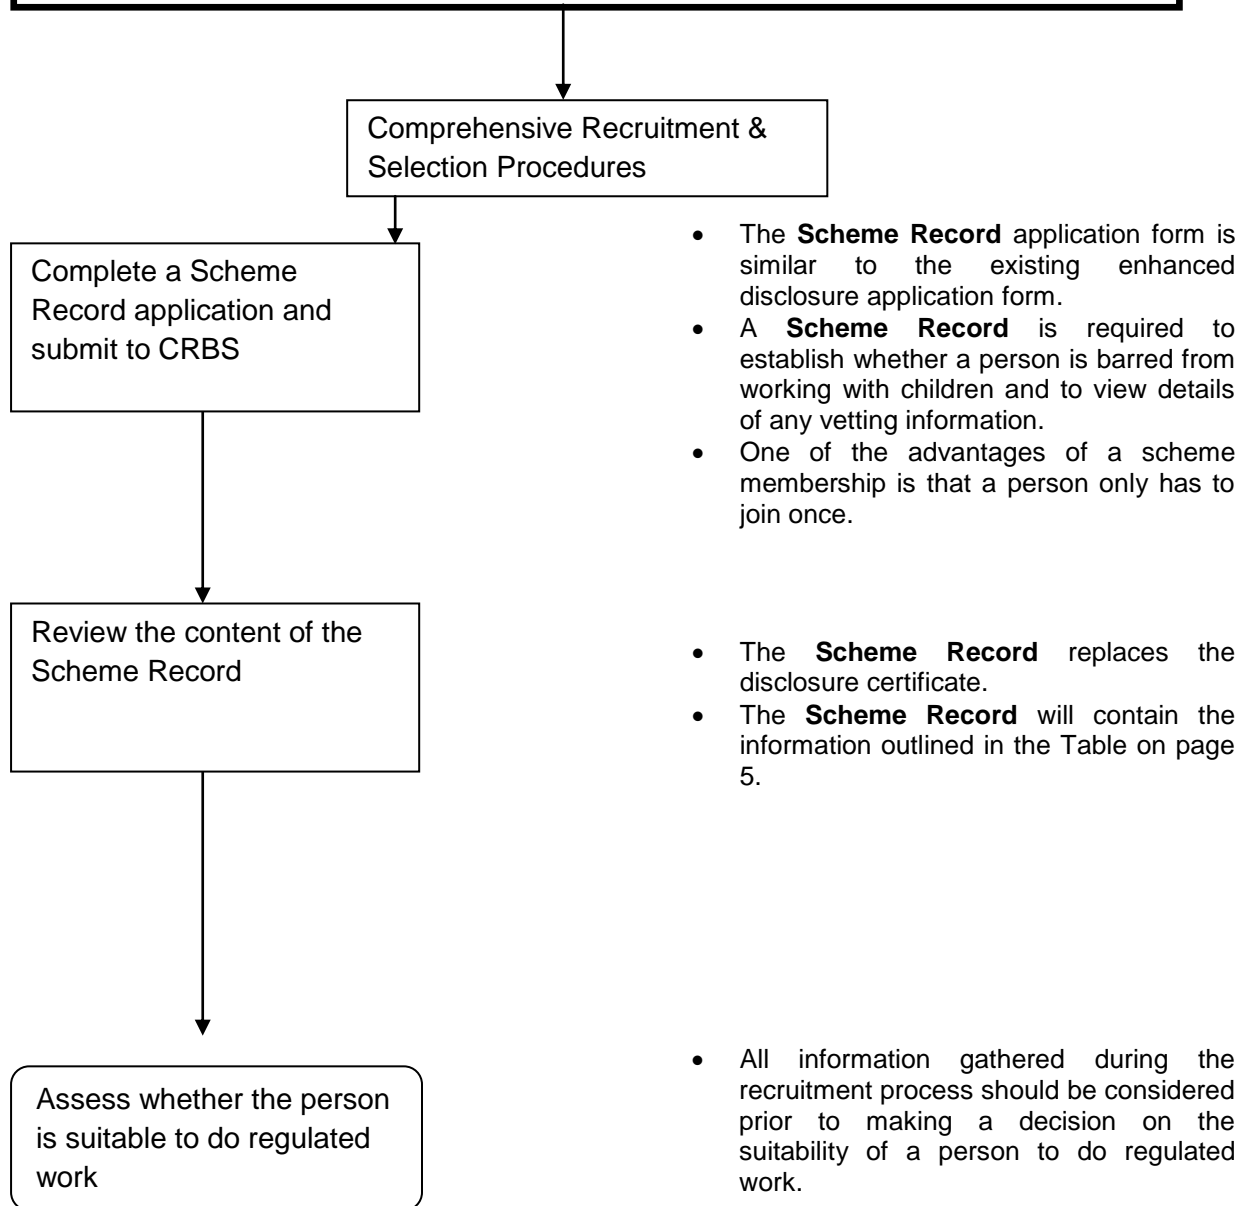 Comprehensive Recruitment &
Selection Procedures
Complete a Scheme
Record application and
submit to CRBS
• The Scheme Record application form is
similar to the existing enhanced
disclosure application form.
• A Scheme Record is required to
establish whether a person is barred from
working with children and to view details
of any vetting information.
• One of the advantages of a scheme
membership is that a person only has to
join once.
Review the content of the
Scheme Record
• The Scheme Record replaces the
disclosure certificate.
• The Scheme Record will contain the
information outlined in the Table on page
5.
Assess whether the person
is suitable to do regulated
work
• All information gathered during the
recruitment process should be considered
prior to making a decision on the
suitability of a person to do regulated
work.